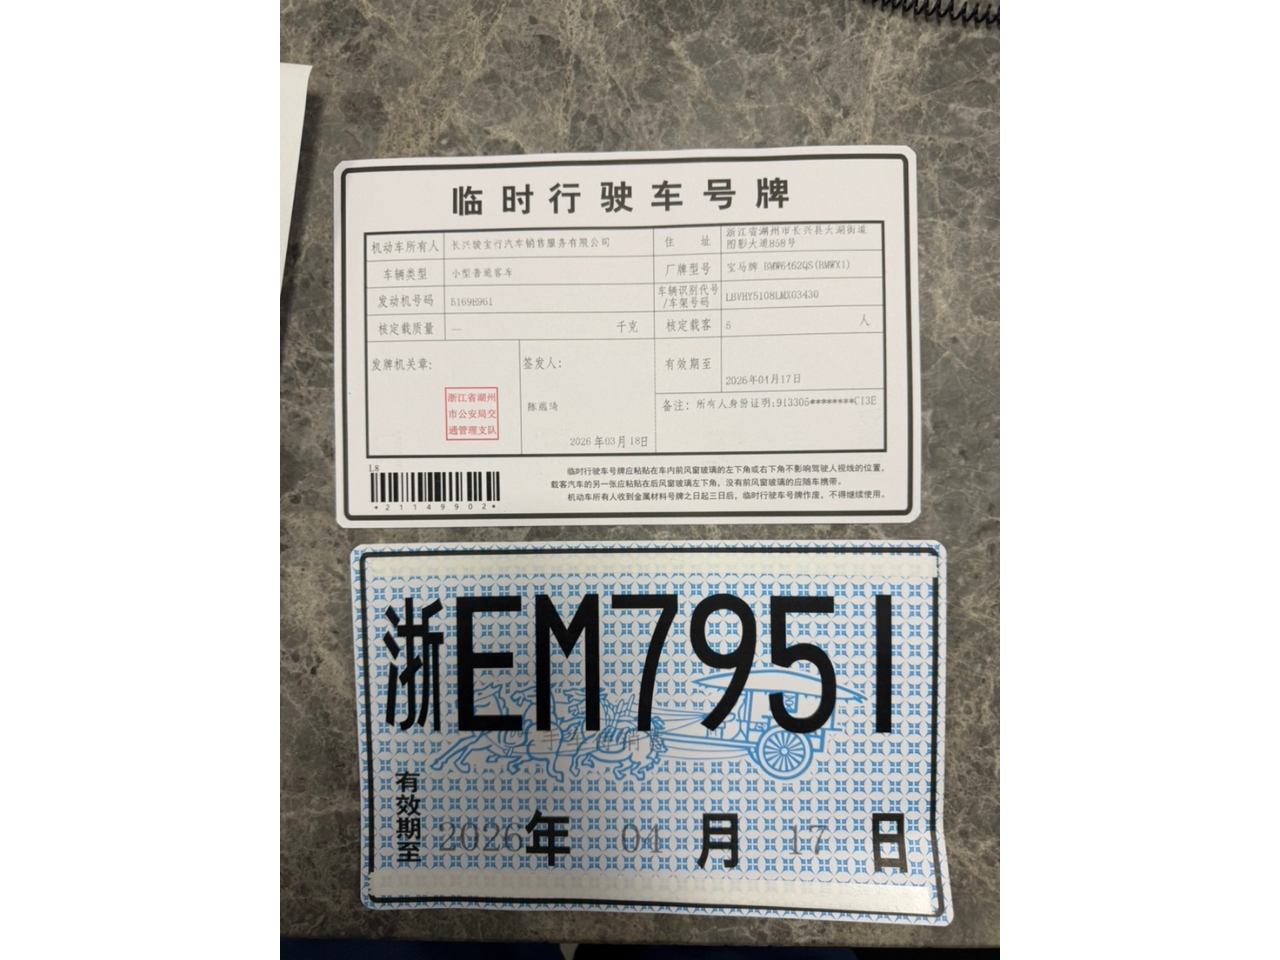 临时行驶车号牌
机动车所有人 长兴骏宝行汽车销售服务有限公司 住 址 浙江省湖州市长兴县太湖街道图影大道858号
车辆类型 小型普通客车 厂牌型号 宝马牌 BMW6462QS(BMWX1)
发动机号码 5169E961 车辆识别代号/车架号码 LBVHY5108LMX03430
核定载质量 — 千克 核定载客 5 人
发牌机关章: 签发人: 有效期至 2026年04月17日
浙江省湖州
市公安局交
通管理支队
2026年03月18日
备注: 所有人身份证明:913305********C13E
L8
*21149902*
临时行驶车号牌应粘贴在车内前风窗玻璃的左下角或右下角不影响驾驶人视线的位置。
载客汽车的另一张应粘贴在后风窗玻璃左下角,没有前风窗玻璃的应随车携带。
机动车所有人收到金属材料号牌之日起三日后,临时行驶车号牌作废,不得继续使用。
浙EM7951
有效期至 2026年 04 月 17 日